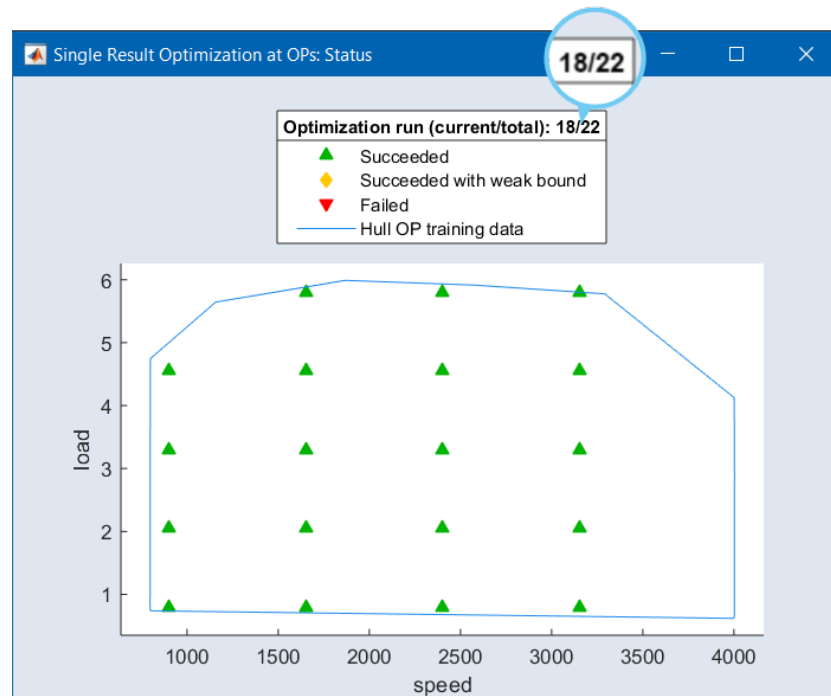 Single Result Optimization at OPs: Status
18/22
Optimization run (current/total): 18/22
Succeeded
Succeeded with weak bound
Failed
Hull OP training data
6
5
4
3
2
1
load
1000 1500 2000 2500 3000 3500 4000
speed